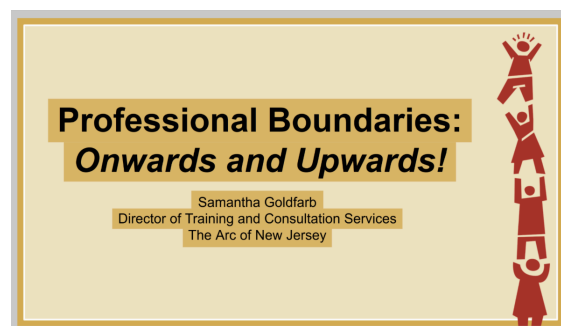 Professional Boundaries:
Onwards and Upwards!
Samantha Goldfarb
Director of Training and Consultation Services
The Arc of New Jersey